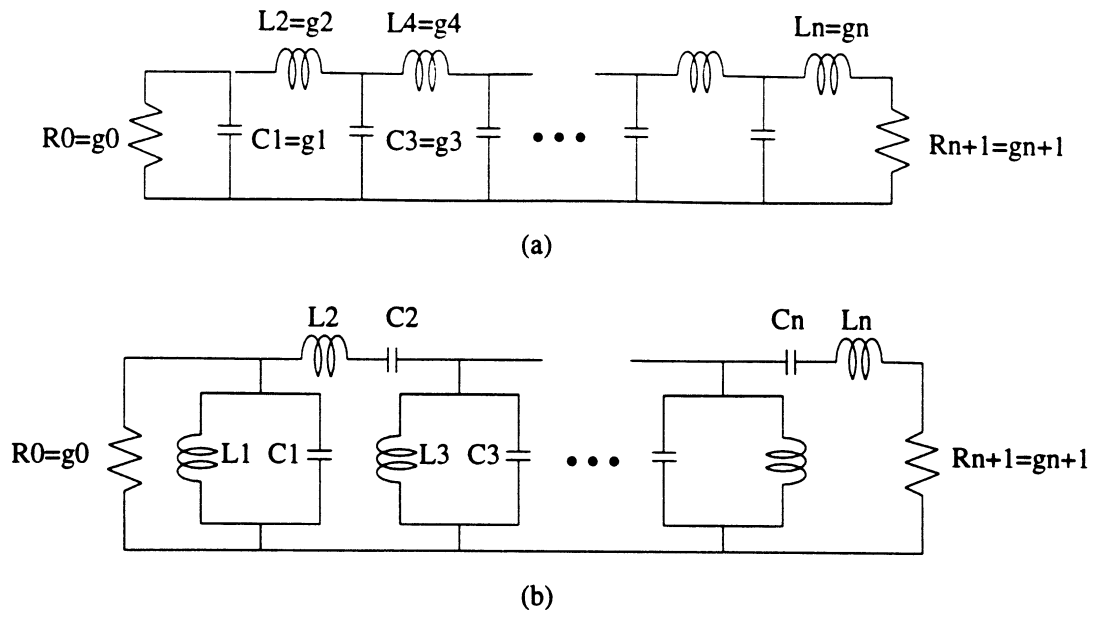 L2=g2 L4=g4 Ln=gn
R0=g0 C1=g1 C3=g3 Rn+1=gn+1
(a)
L2 C2 Cn Ln
R0=g0 L1 C1 L3 C3 Rn+1=gn+1
(b)